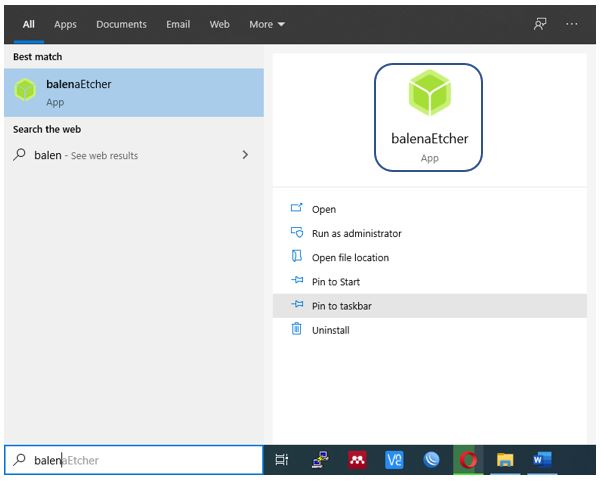 All Apps Documents Email Web More
Best match
balenaEtcher
App
Search the web
balen - See web results
balenaEtcher
App
Open
Run as administrator
Open file location
Pin to Start
Pin to taskbar
Uninstall
balenaEtcher